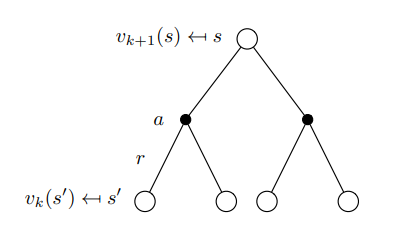 v_{k+1}(s) ↤ s
a
r
v_k(s′) ↤ s′